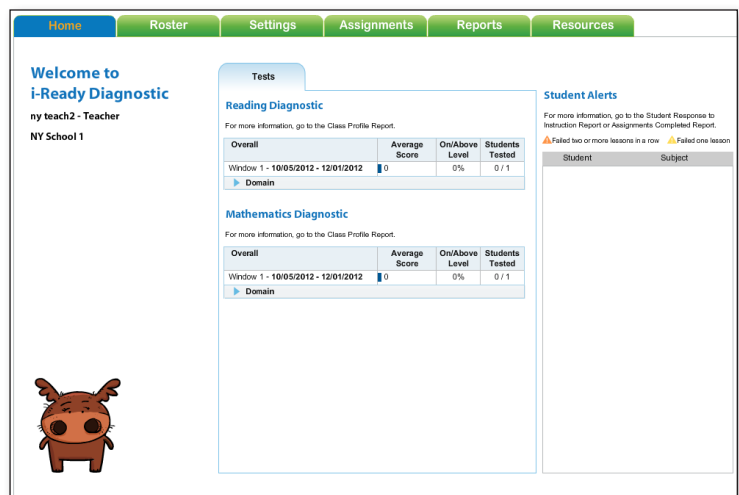 Home Roster Settings Assignments Reports Resources
Welcome to
i-Ready Diagnostic
ny teach2 - Teacher
NY School 1
Tests
Reading Diagnostic
For more information, go to the Class Profile Report.
Overall Average Score On/Above Level Students Tested
Window 1 - 10/05/2012 - 12/01/2012 0 0% 0 / 1
Domain
Mathematics Diagnostic
For more information, go to the Class Profile Report.
Overall Average Score On/Above Level Students Tested
Window 1 - 10/05/2012 - 12/01/2012 0 0% 0 / 1
Domain
Student Alerts
For more information, go to the Student Response to
Instruction Report or Assignments Completed Report.
Failed two or more lessons in a row Failed one lesson
Student Subject